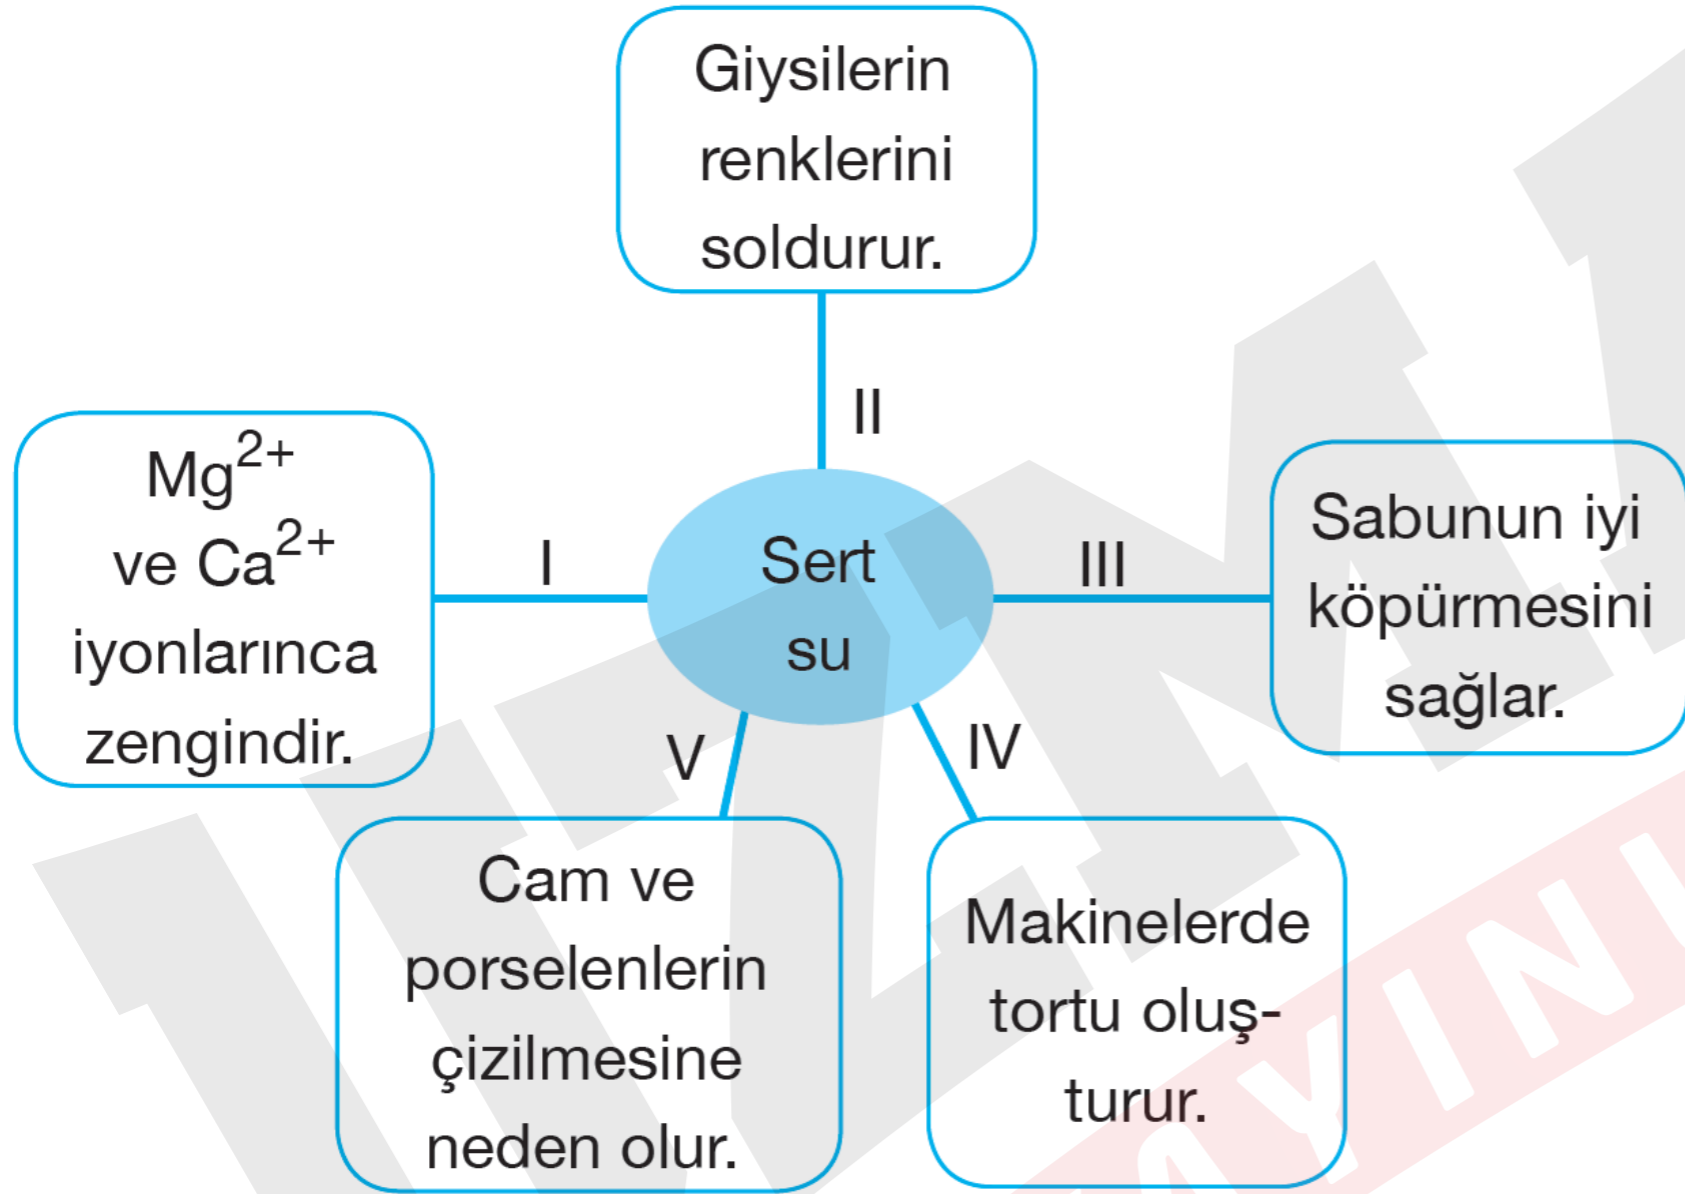 Giysilerin
renklerini
soldurur.
II
Mg2+
ve Ca2+
iyonlarınca
zengindir.
I
Sert
su
III
Sabunun iyi
köpürmesini
sağlar.
V
IV
Cam ve
porselenlerin
çizilmesine
neden olur.
Makinelerde
tortu oluş-
turur.